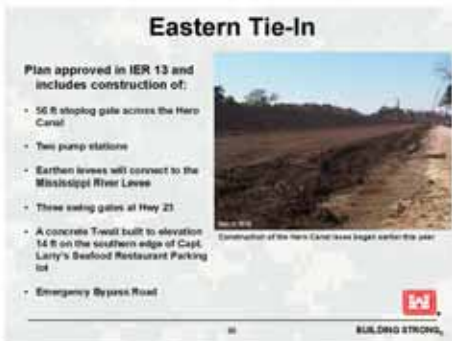 Eastern Tie-In
Plan approved in IER 13 and
includes construction of:
• 56 ft stoplog gate across the Hero
Canal
• Two pump stations
• Earthen levees will connect to the
Mississippi River Levee
• Three swing gates at Hwy 23
• A concrete T-wall built to elevation
14 ft on the southern edge of Capt.
Larry's Seafood Restaurant Parking
lot
• Emergency Bypass Road
Construction of the Hero Canal levee began earlier this year
BUILDING STRONG®